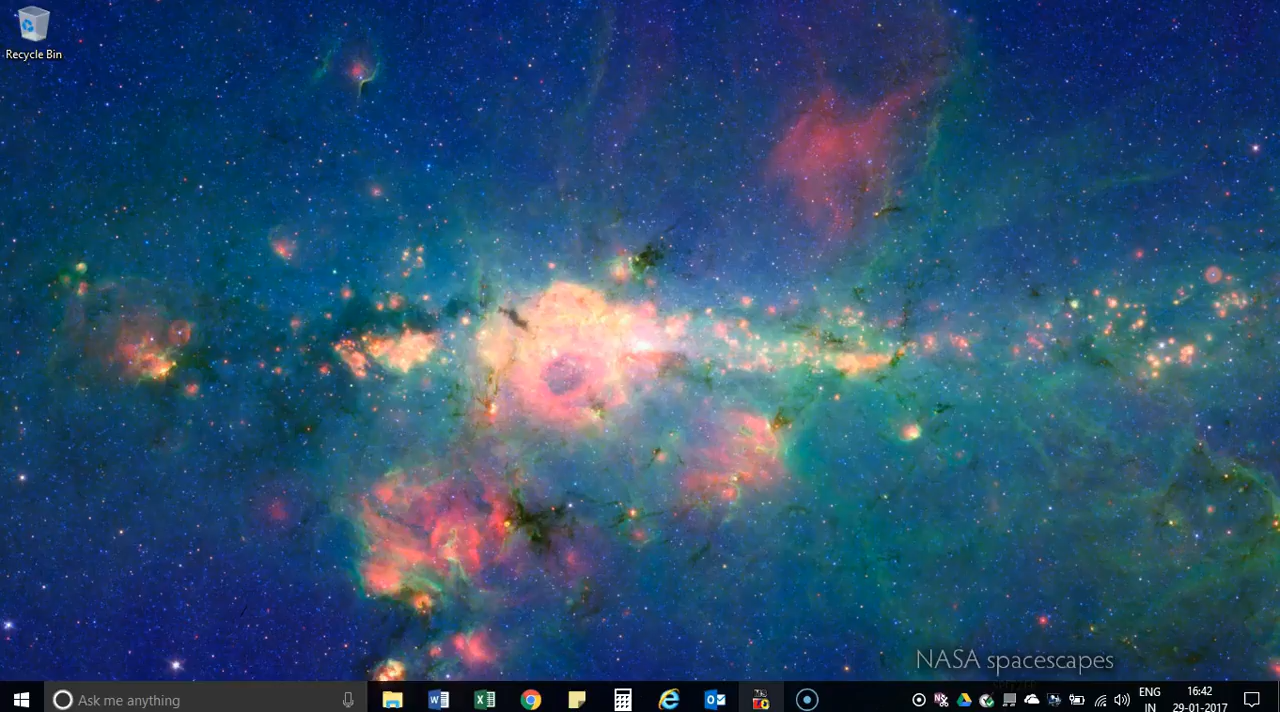 Recycle Bin
NASA spacescapes
Ask me anything
ENG
IN
16:42
29-01-2017